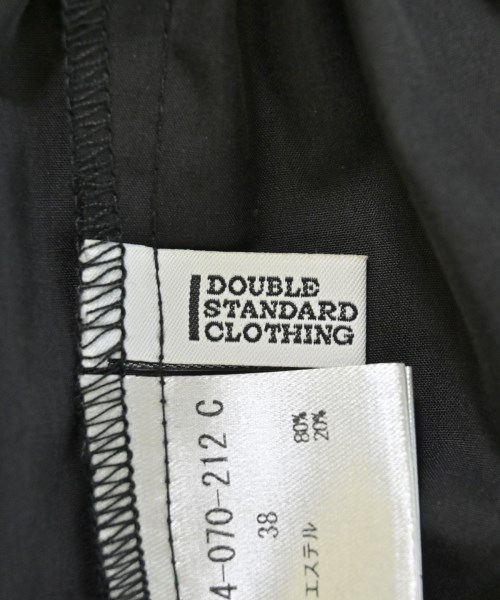 DOUBLE
STANDARD
CLOTHING
4-070-212 C
38
80%
20%
エステル